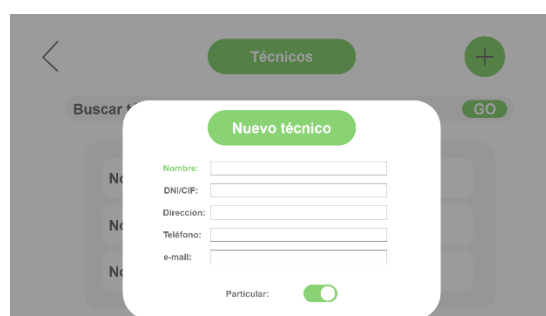 Técnicos
+
Buscar
GO
Nuevo técnico
Nombre:
DNI/CIF:
Dirección:
Teléfono:
e-mail:
Particular: